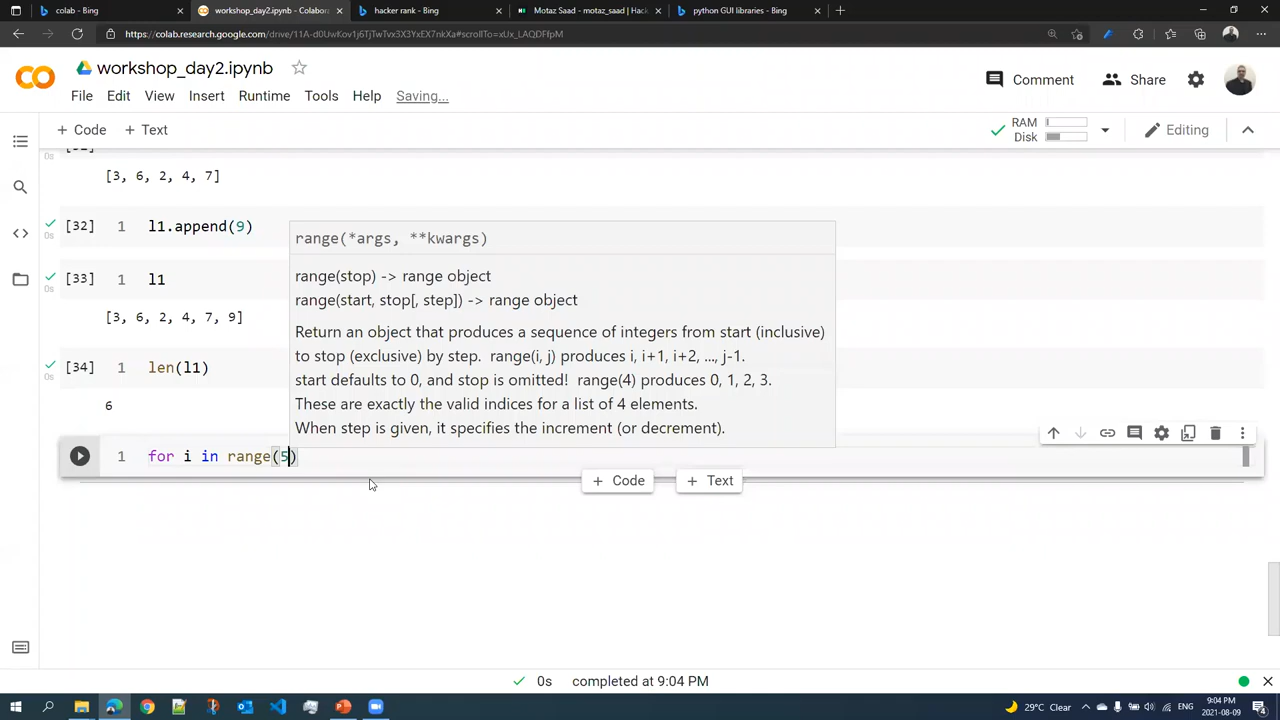 colab - Bing
workshop_day2.ipynb - Colabora
hacker rank - Bing
Motaz Saad - motaz_saad | Hack
python GUI libraries - Bing
https://colab.research.google.com/drive/11A-d0UwKov1j6TjTwTvx3X3YxEX7nkXa#scrollTo=xUx_LAQDFfpM
workshop_day2.ipynb
Comment
Share
File Edit View Insert Runtime Tools Help Saving...
+ Code + Text
RAM
Disk
Editing
0s
[3, 6, 2, 4, 7]
[32] 1 l1.append(9)
0s
range(*args, **kwargs)
range(stop) -> range object
range(start, stop[, step]) -> range object
Return an object that produces a sequence of integers from start (inclusive)
to stop (exclusive) by step. range(i, j) produces i, i+1, i+2, ..., j-1.
start defaults to 0, and stop is omitted! range(4) produces 0, 1, 2, 3.
These are exactly the valid indices for a list of 4 elements.
When step is given, it specifies the increment (or decrement).
[33] 1 l1
0s
[3, 6, 2, 4, 7, 9]
[34] 1 len(l1)
0s
6
1 for i in range(5)
+ Code + Text
0s completed at 9:04 PM
29°C Clear
ENG
9:04 PM
2021-08-09
4